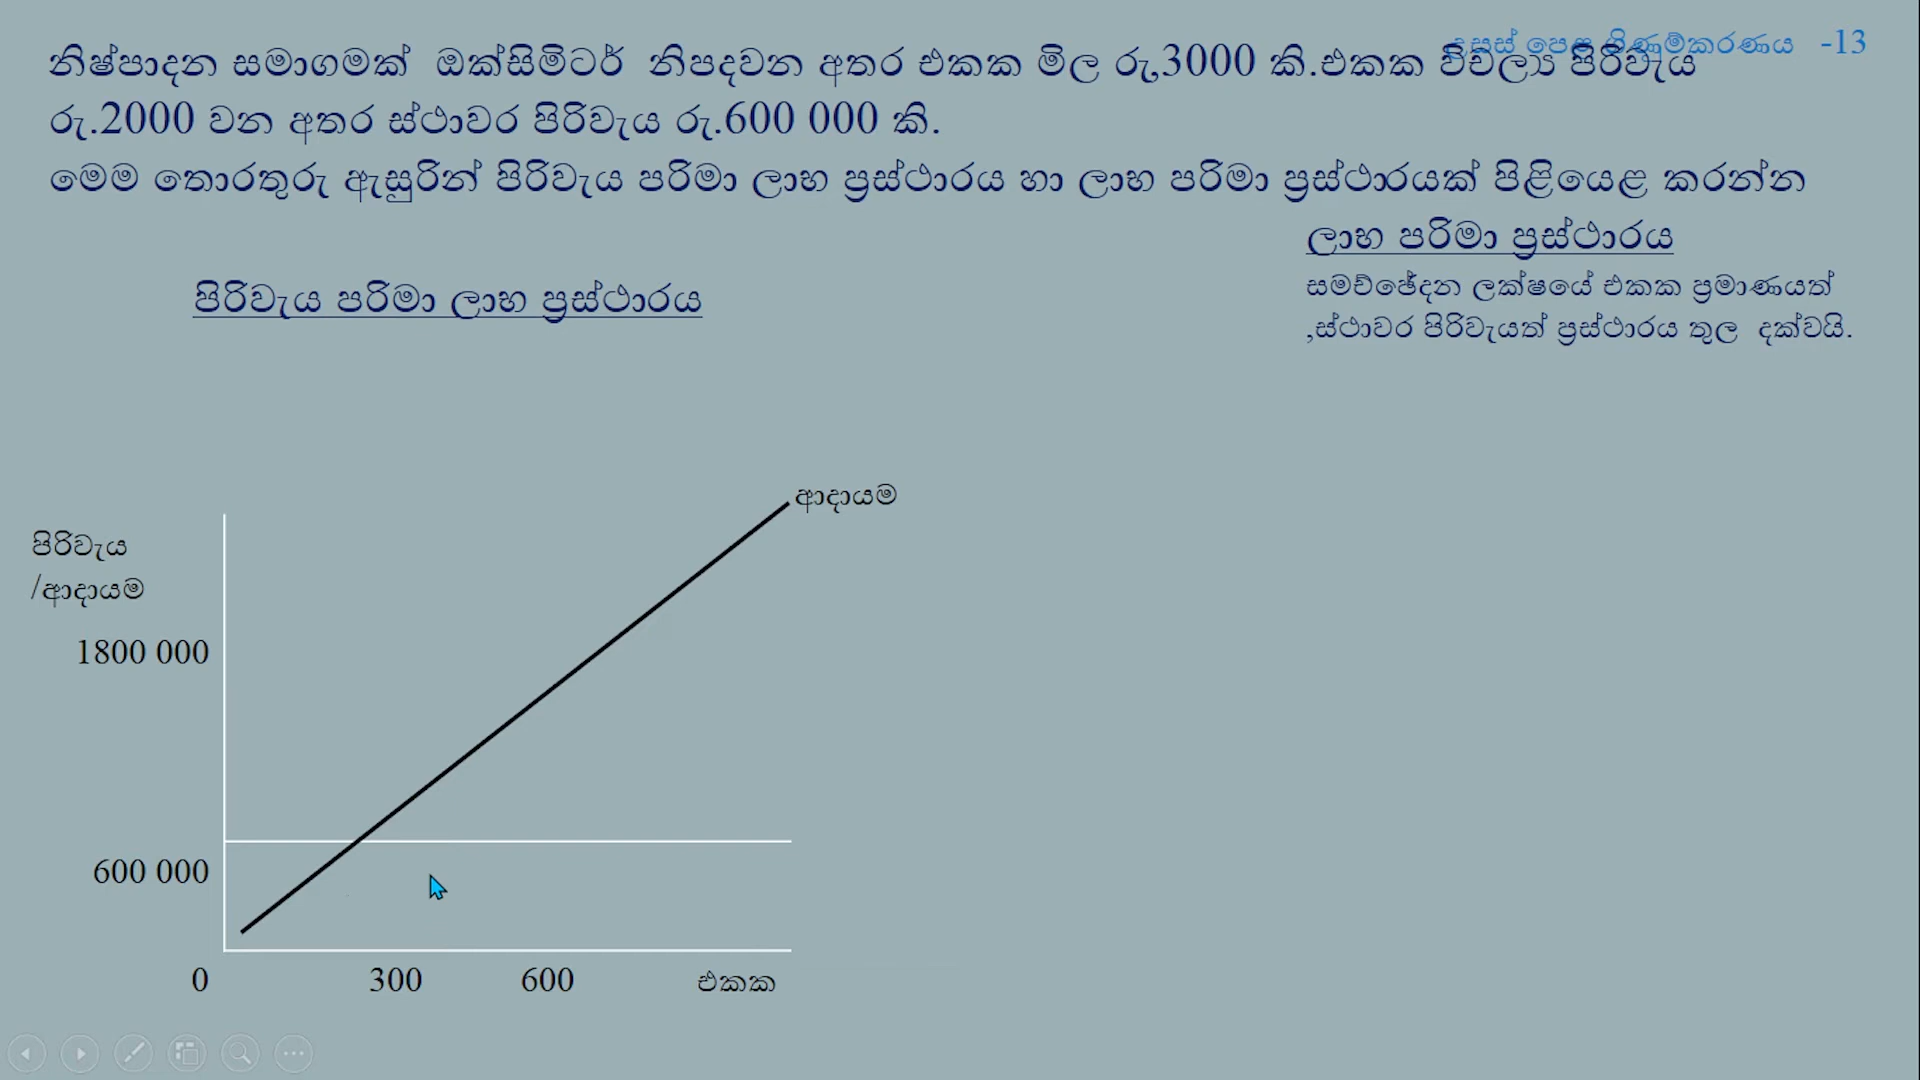 උසස් පෙළ ගිණුම්කරණය -13
නිෂ්පාදන සමාගමක් ඔක්සිමිටර් නිපදවන අතර එකක මිල රු,3000 කි.එකක විචල්‍ය පිරිවැය
රු.2000 වන අතර ස්ථාවර පිරිවැය රු.600 000 කි.
මෙම තොරතුරු ඇසුරින් පිරිවැය පරිමා ලාභ ප්‍රස්ථාරය හා ලාභ පරිමා ප්‍රස්ථාරයක් පිළියෙළ කරන්න
ලාභ පරිමා ප්‍රස්ථාරය
සමච්ඡේදන ලක්ෂයේ එකක ප්‍රමාණයත්
,ස්ථාවර පිරිවැයත් ප්‍රස්ථාරය තුල දක්වයි.
පිරිවැය පරිමා ලාභ ප්‍රස්ථාරය
ආදායම
පිරිවැය
/ආදායම
1800 000
600 000
0 300 600 එකක